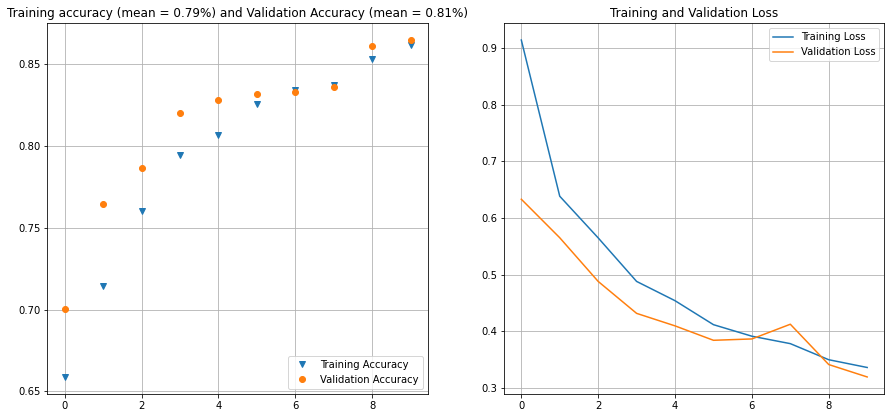 Training accuracy (mean = 0.79%) and Validation Accuracy (mean = 0.81%)
0.85
0.80
0.75
0.70
0.65
0 2 4 6 8
Training Accuracy
Validation Accuracy
Training and Validation Loss
0.9
0.8
0.7
0.6
0.5
0.4
0.3
0 2 4 6 8
Training Loss
Validation Loss